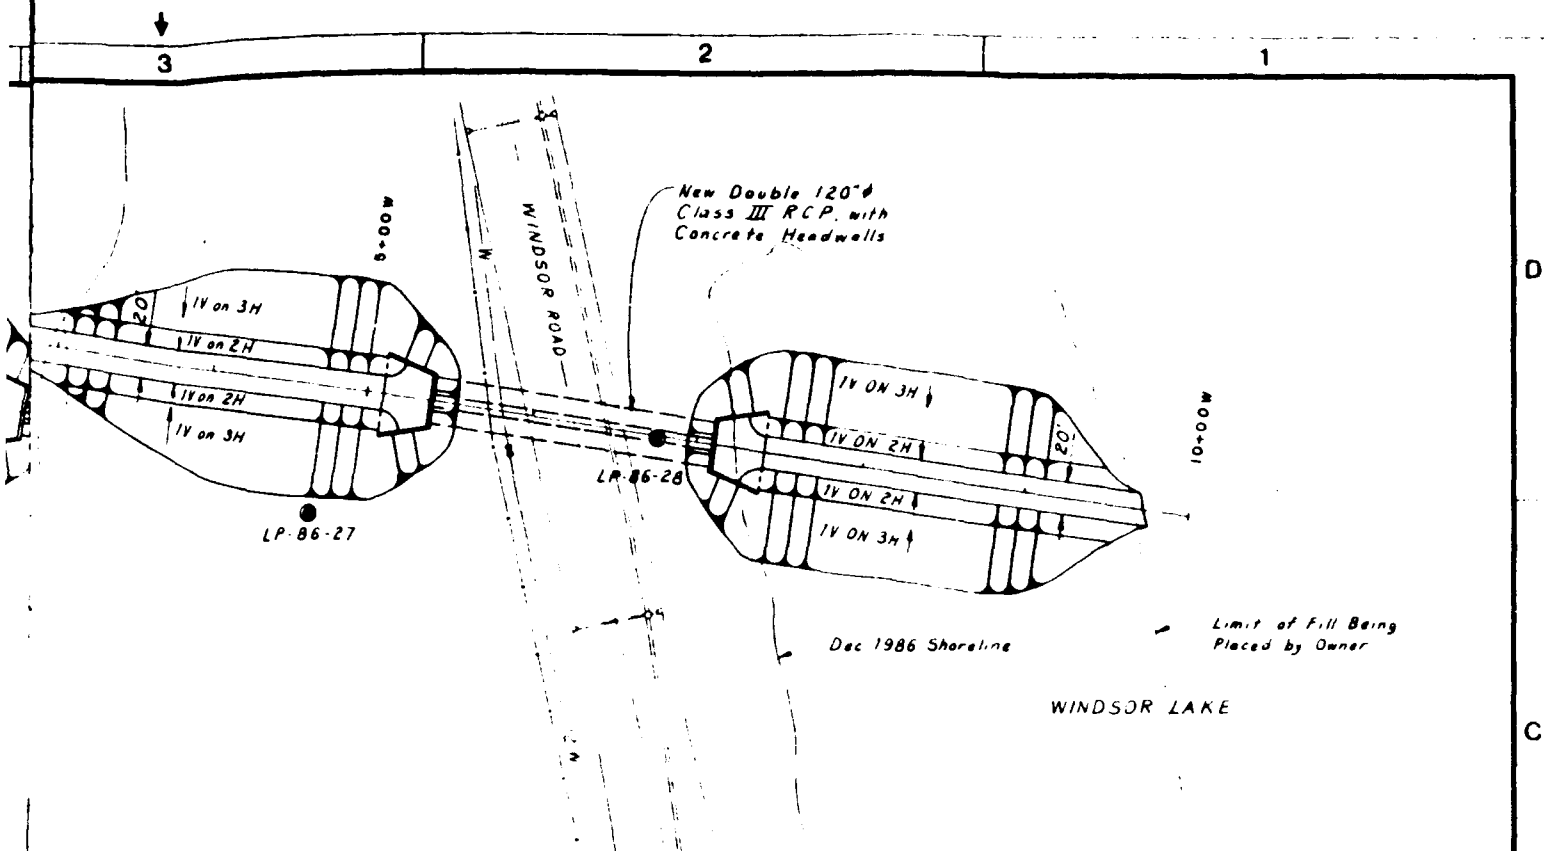 3
2
1
New Double 120"ϕ
Class III RCP. with
Concrete Headwalls
5+00W
WINDSOR ROAD
W
D
20'
1V on 3H
1V on 2H
1V on 2H
1V on 3H
1V ON 3H
1V ON 2H
20'
1V ON 2H
1V ON 3H
10+00W
LP-86-28
LP-86-27
Dec 1986 Shoreline
Limit of Fill Being
Placed by Owner
WINDSOR LAKE
C